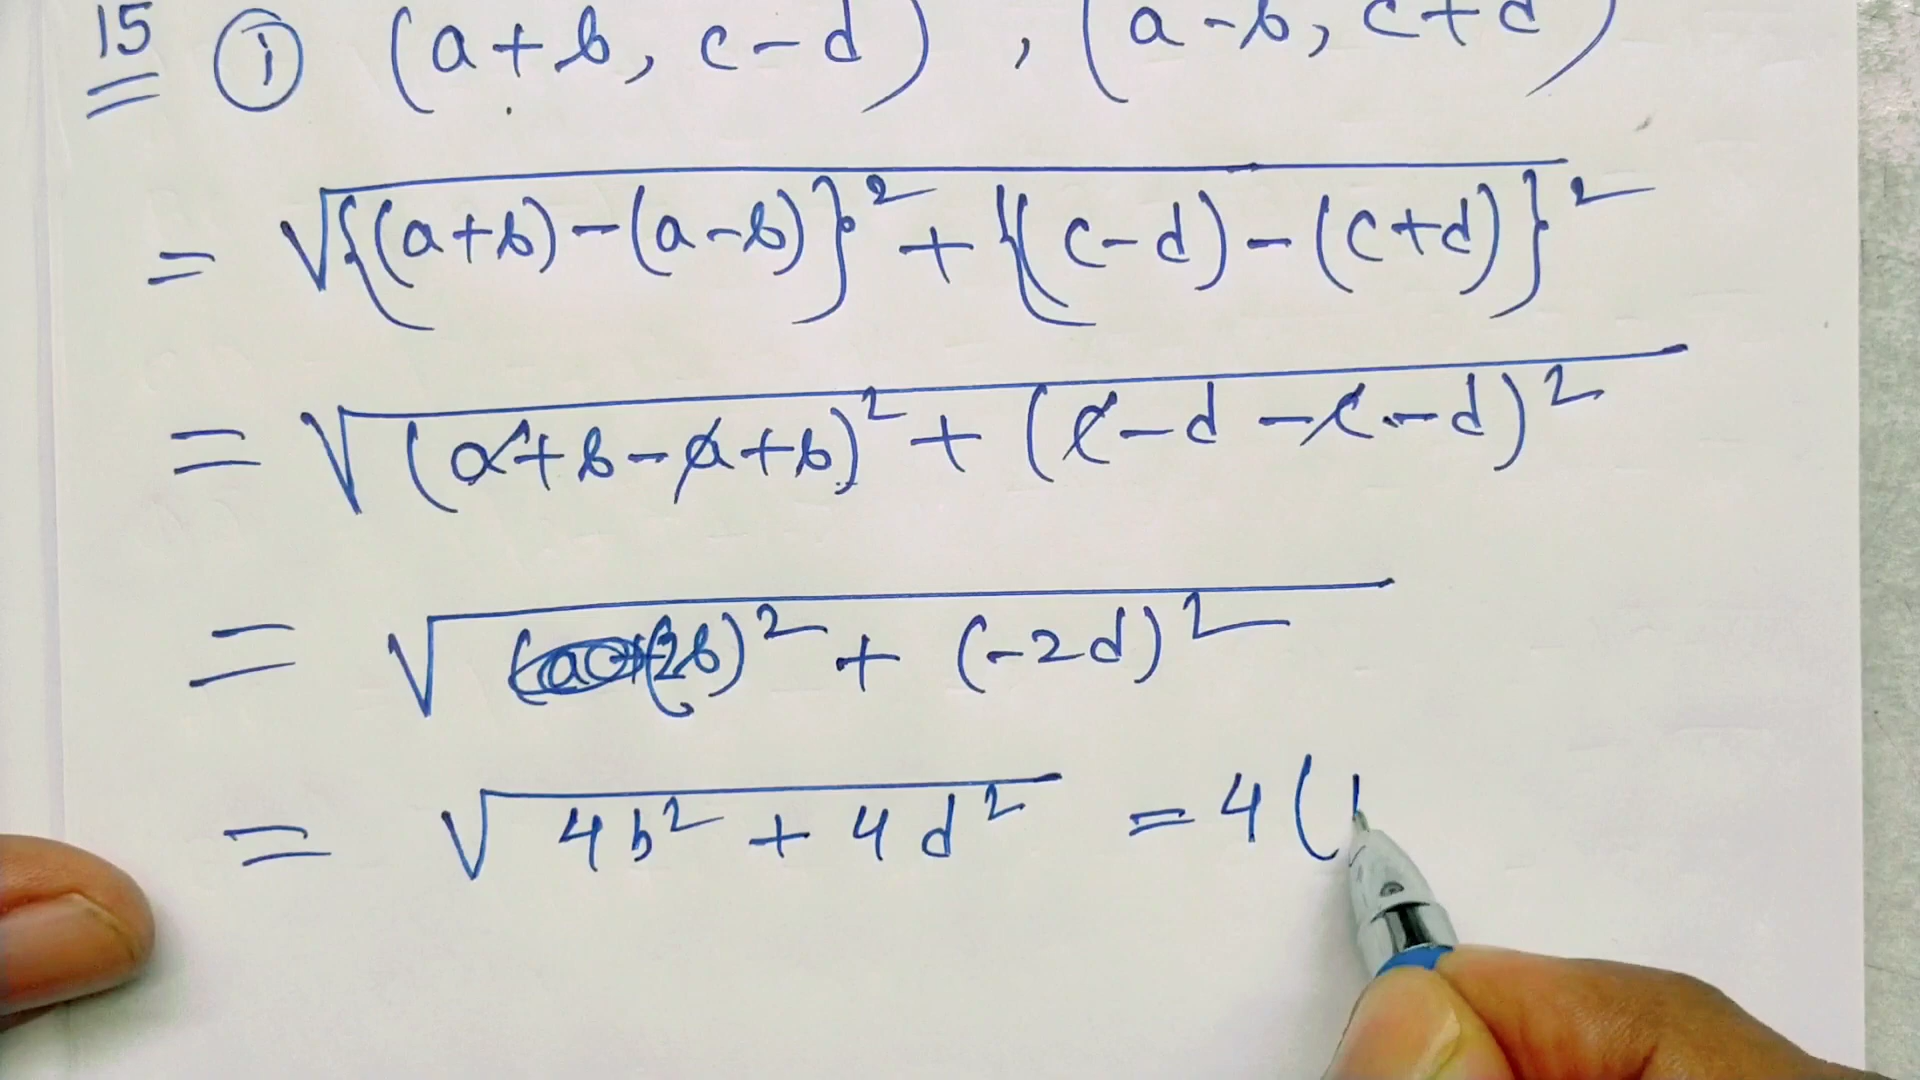 15 ⓘ (a+b, c-d), (a-b, c+d)
= √{(a+b)-(a-b)}² + {(c-d)-(c+d)}²
= √(a+b-a+b)² + (c-d-c-d)²
= √(2b)² + (-2d)²
= √4b² + 4d² = 4(